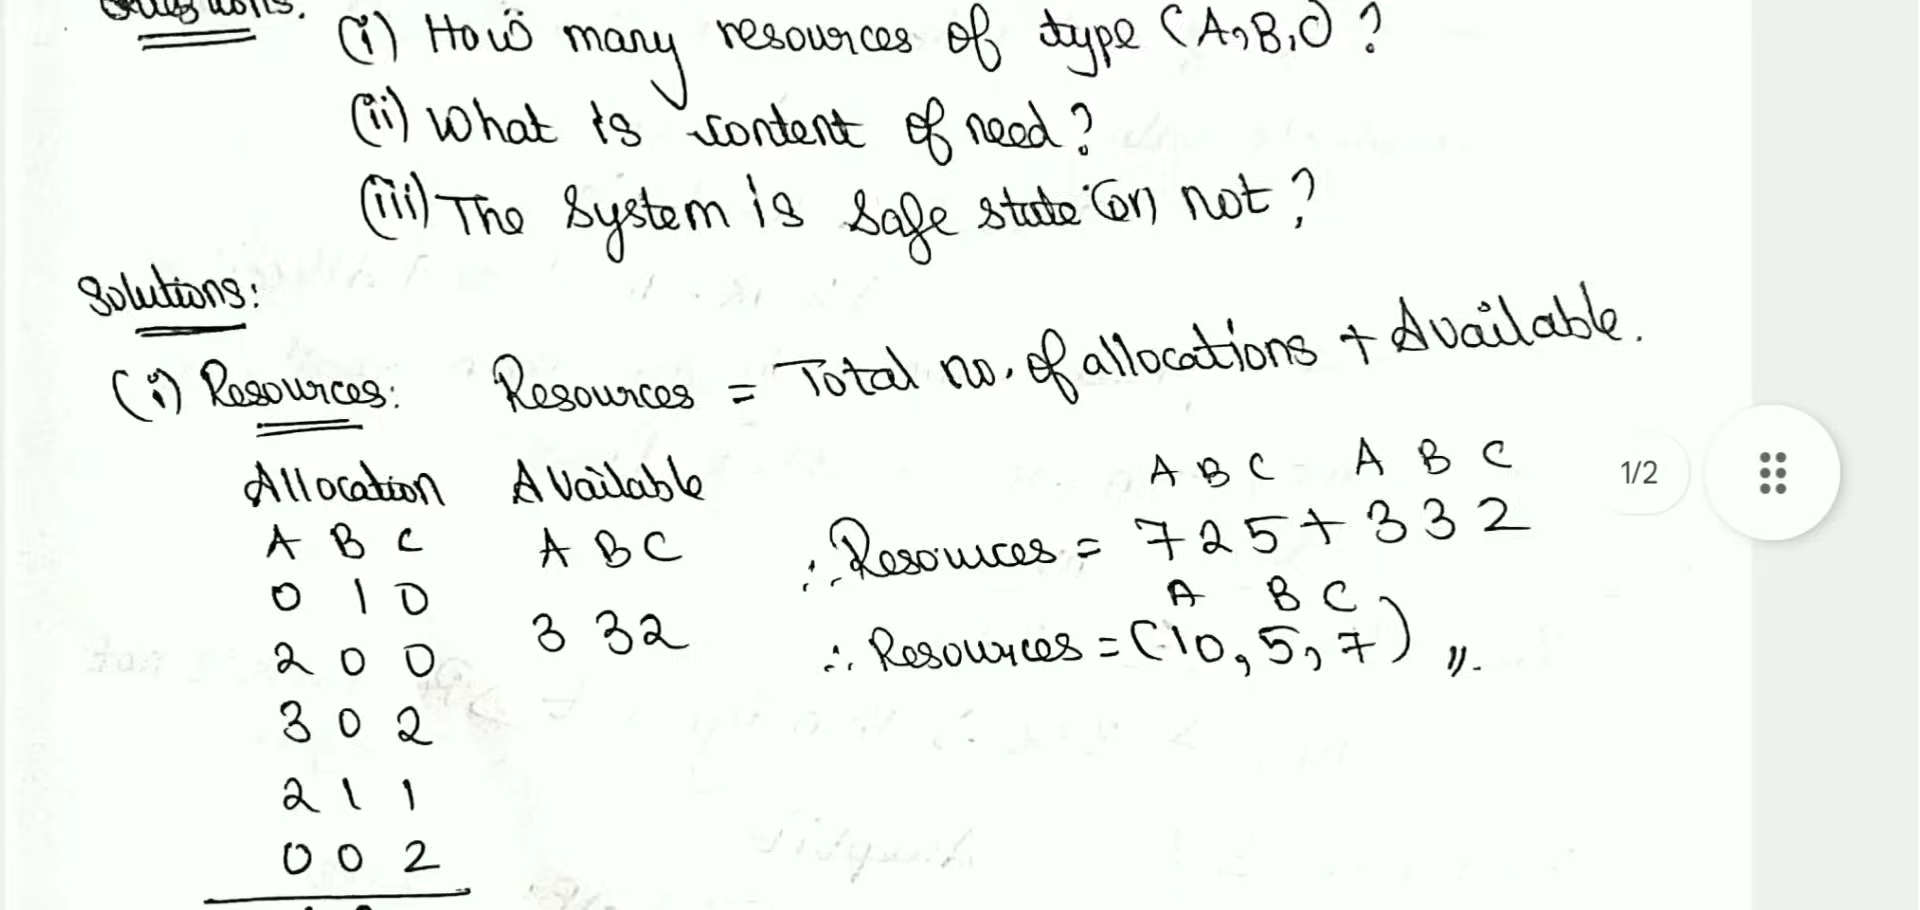 Questions:
(i) How many resources of type (A,B,C)?
(ii) What is content of need?
(iii) The system is safe state (or) not?
Solutions:
(i) Resources: Resources = Total no. of allocations + Available.
Allocation Available
A B C A B C
0 1 0
2 0 0 3 3 2
3 0 2
2 1 1
0 0 2
A B C A B C
∴ Resources = 7 2 5 + 3 3 2
A B C
∴ Resources = (10, 5, 7) //.
1/2